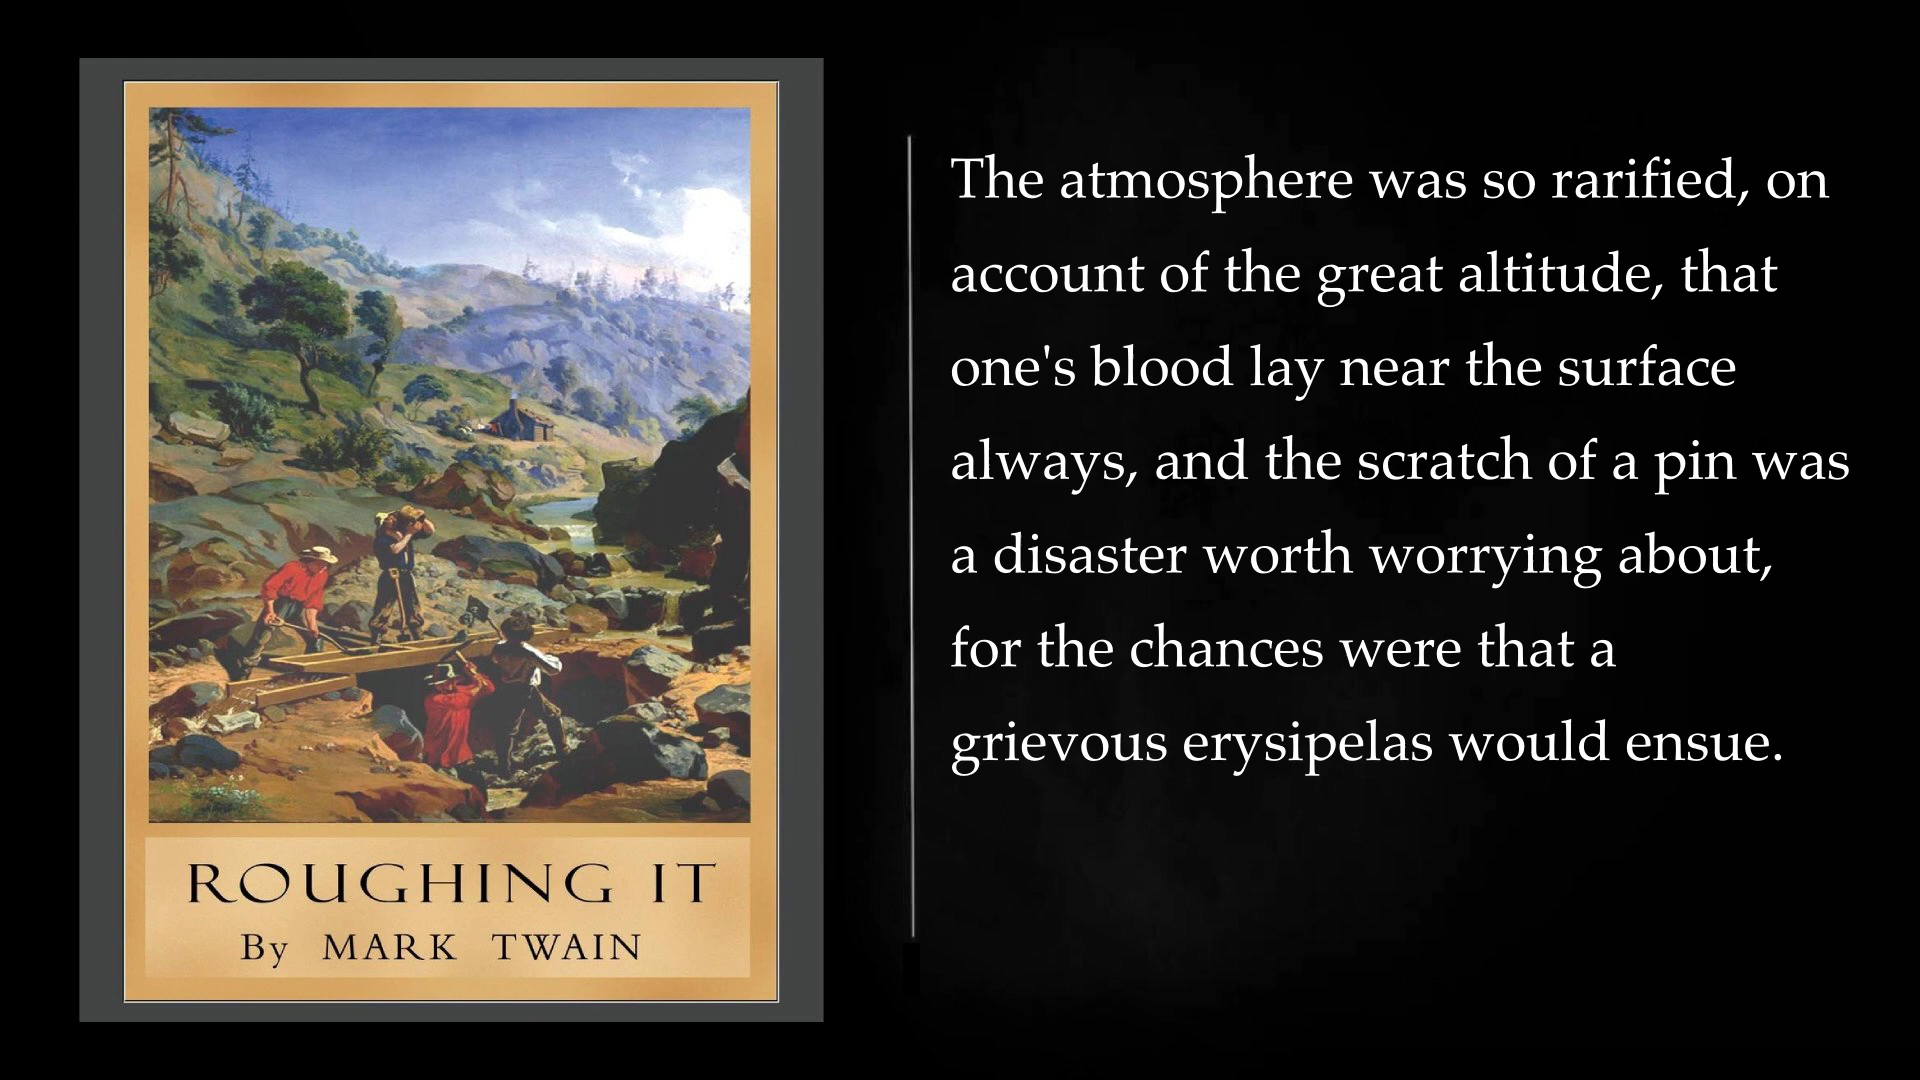 ROUGHING IT
By MARK TWAIN
The atmosphere was so rarified, on
account of the great altitude, that
one's blood lay near the surface
always, and the scratch of a pin was
a disaster worth worrying about,
for the chances were that a
grievous erysipelas would ensue.